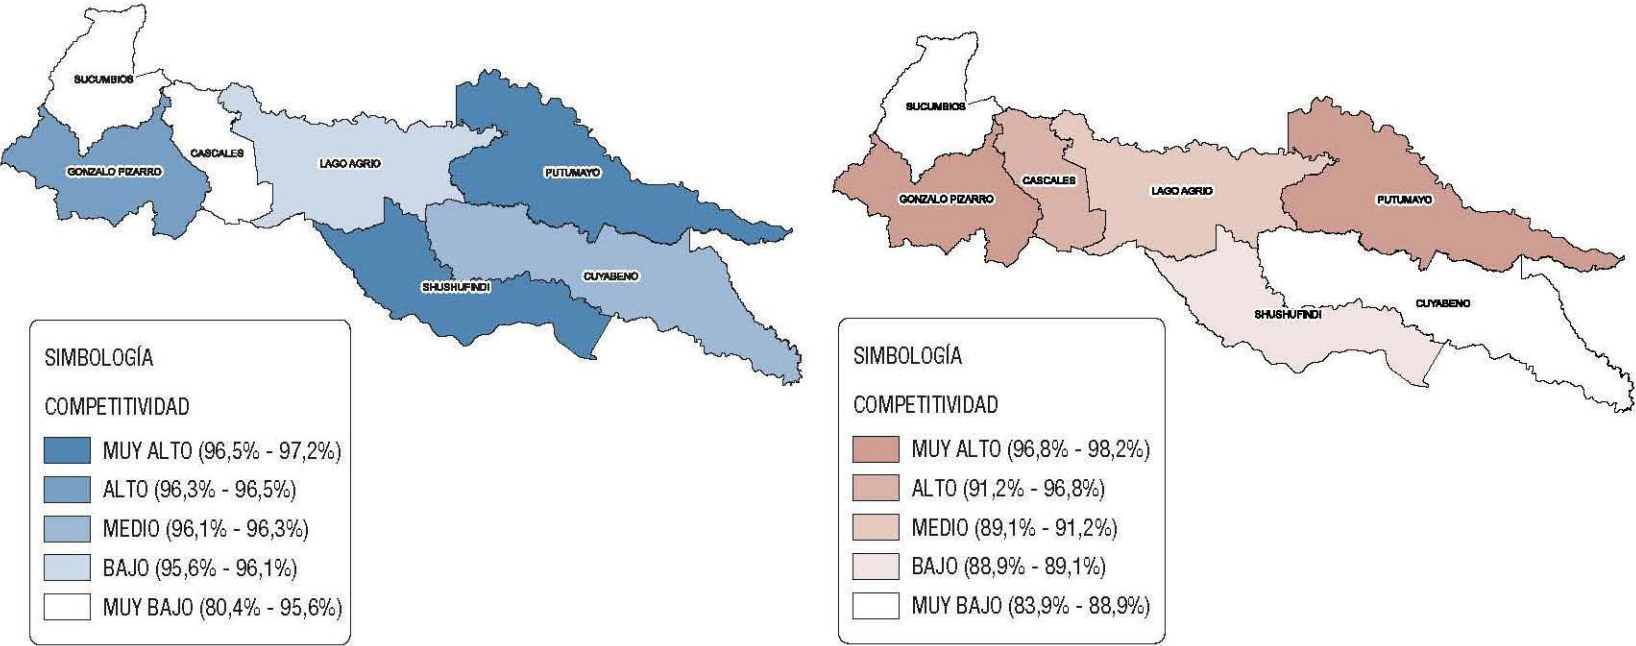 SUCUMBIOS
CASCALES
GONZALO PIZARRO
LAGO AGRIO
PUTUMAYO
CUYABENO
SHUSHUFINDI
SIMBOLOGÍA
COMPETITIVIDAD
MUY ALTO (96,5% - 97,2%)
ALTO (96,3% - 96,5%)
MEDIO (96,1% - 96,3%)
BAJO (95,6% - 96,1%)
MUY BAJO (80,4% - 95,6%)
SUCUMBIOS
CASCALES
GONZALO PIZARRO
LAGO AGRIO
PUTUMAYO
CUYABENO
SHUSHUFINDI
SIMBOLOGÍA
COMPETITIVIDAD
MUY ALTO (96,8% - 98,2%)
ALTO (91,2% - 96,8%)
MEDIO (89,1% - 91,2%)
BAJO (88,9% - 89,1%)
MUY BAJO (83,9% - 88,9%)